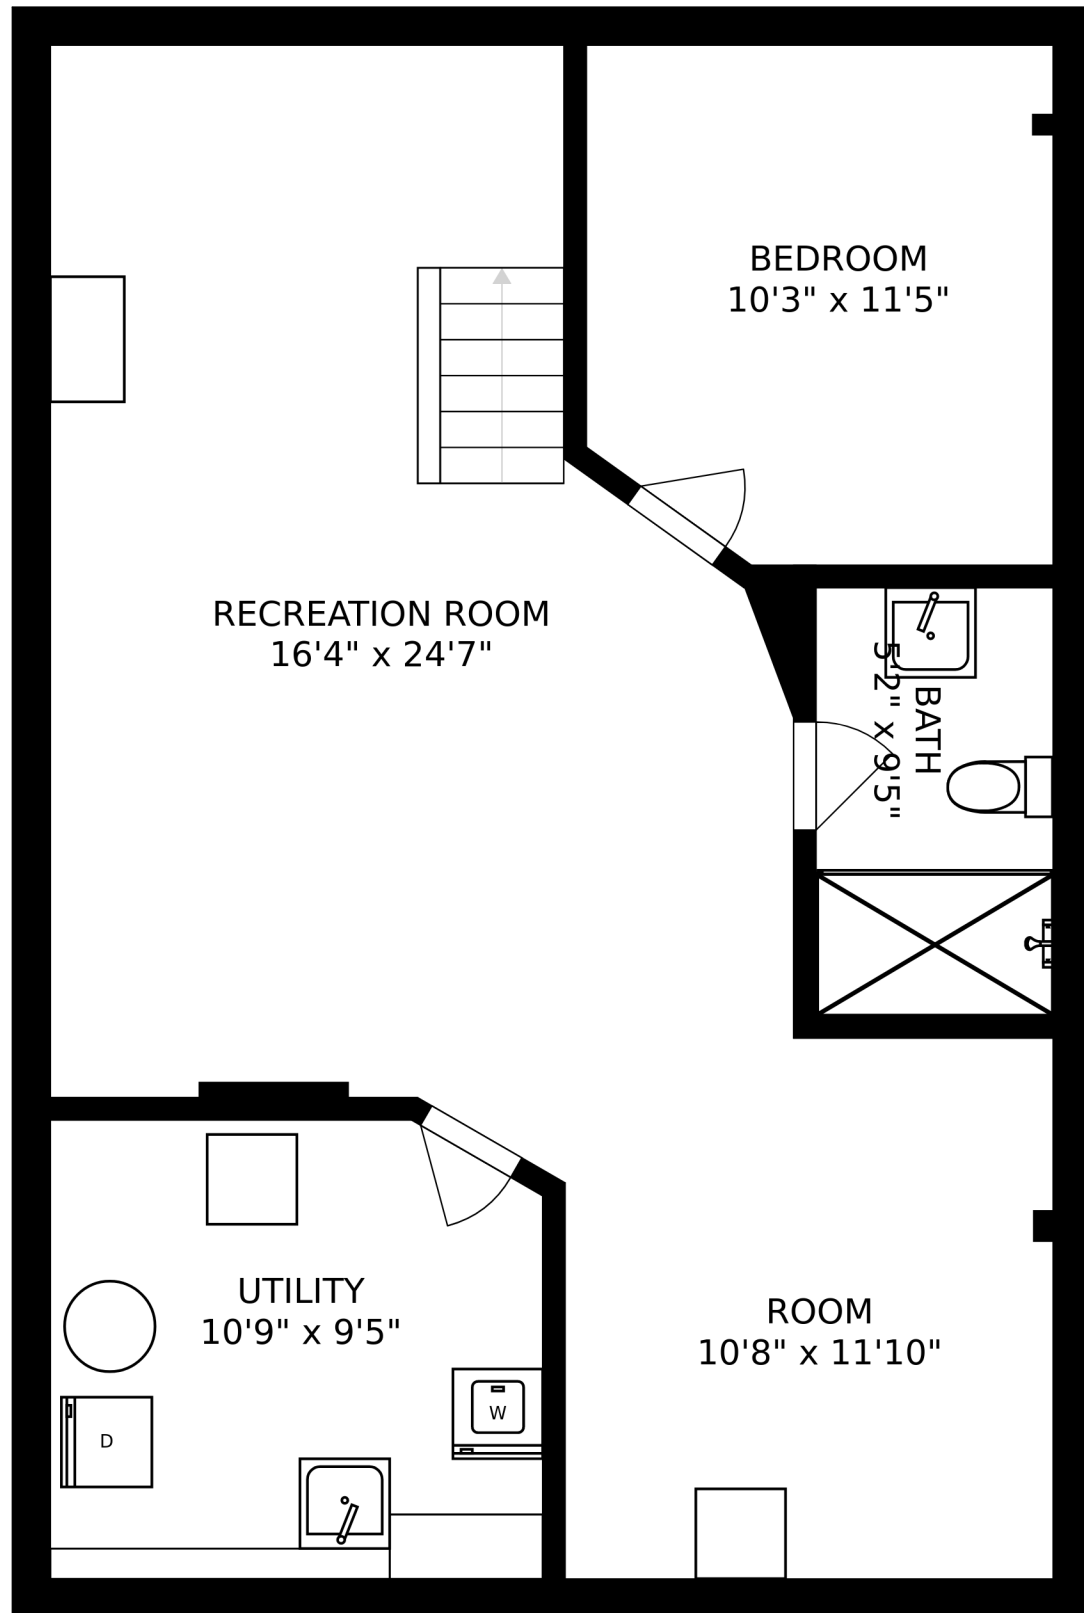 BEDROOM
10'3" x 11'5"
RECREATION ROOM
16'4" x 24'7"
BATH
5'2" x 9'5"
UTILITY
10'9" x 9'5"
ROOM
10'8" x 11'10"
W
D